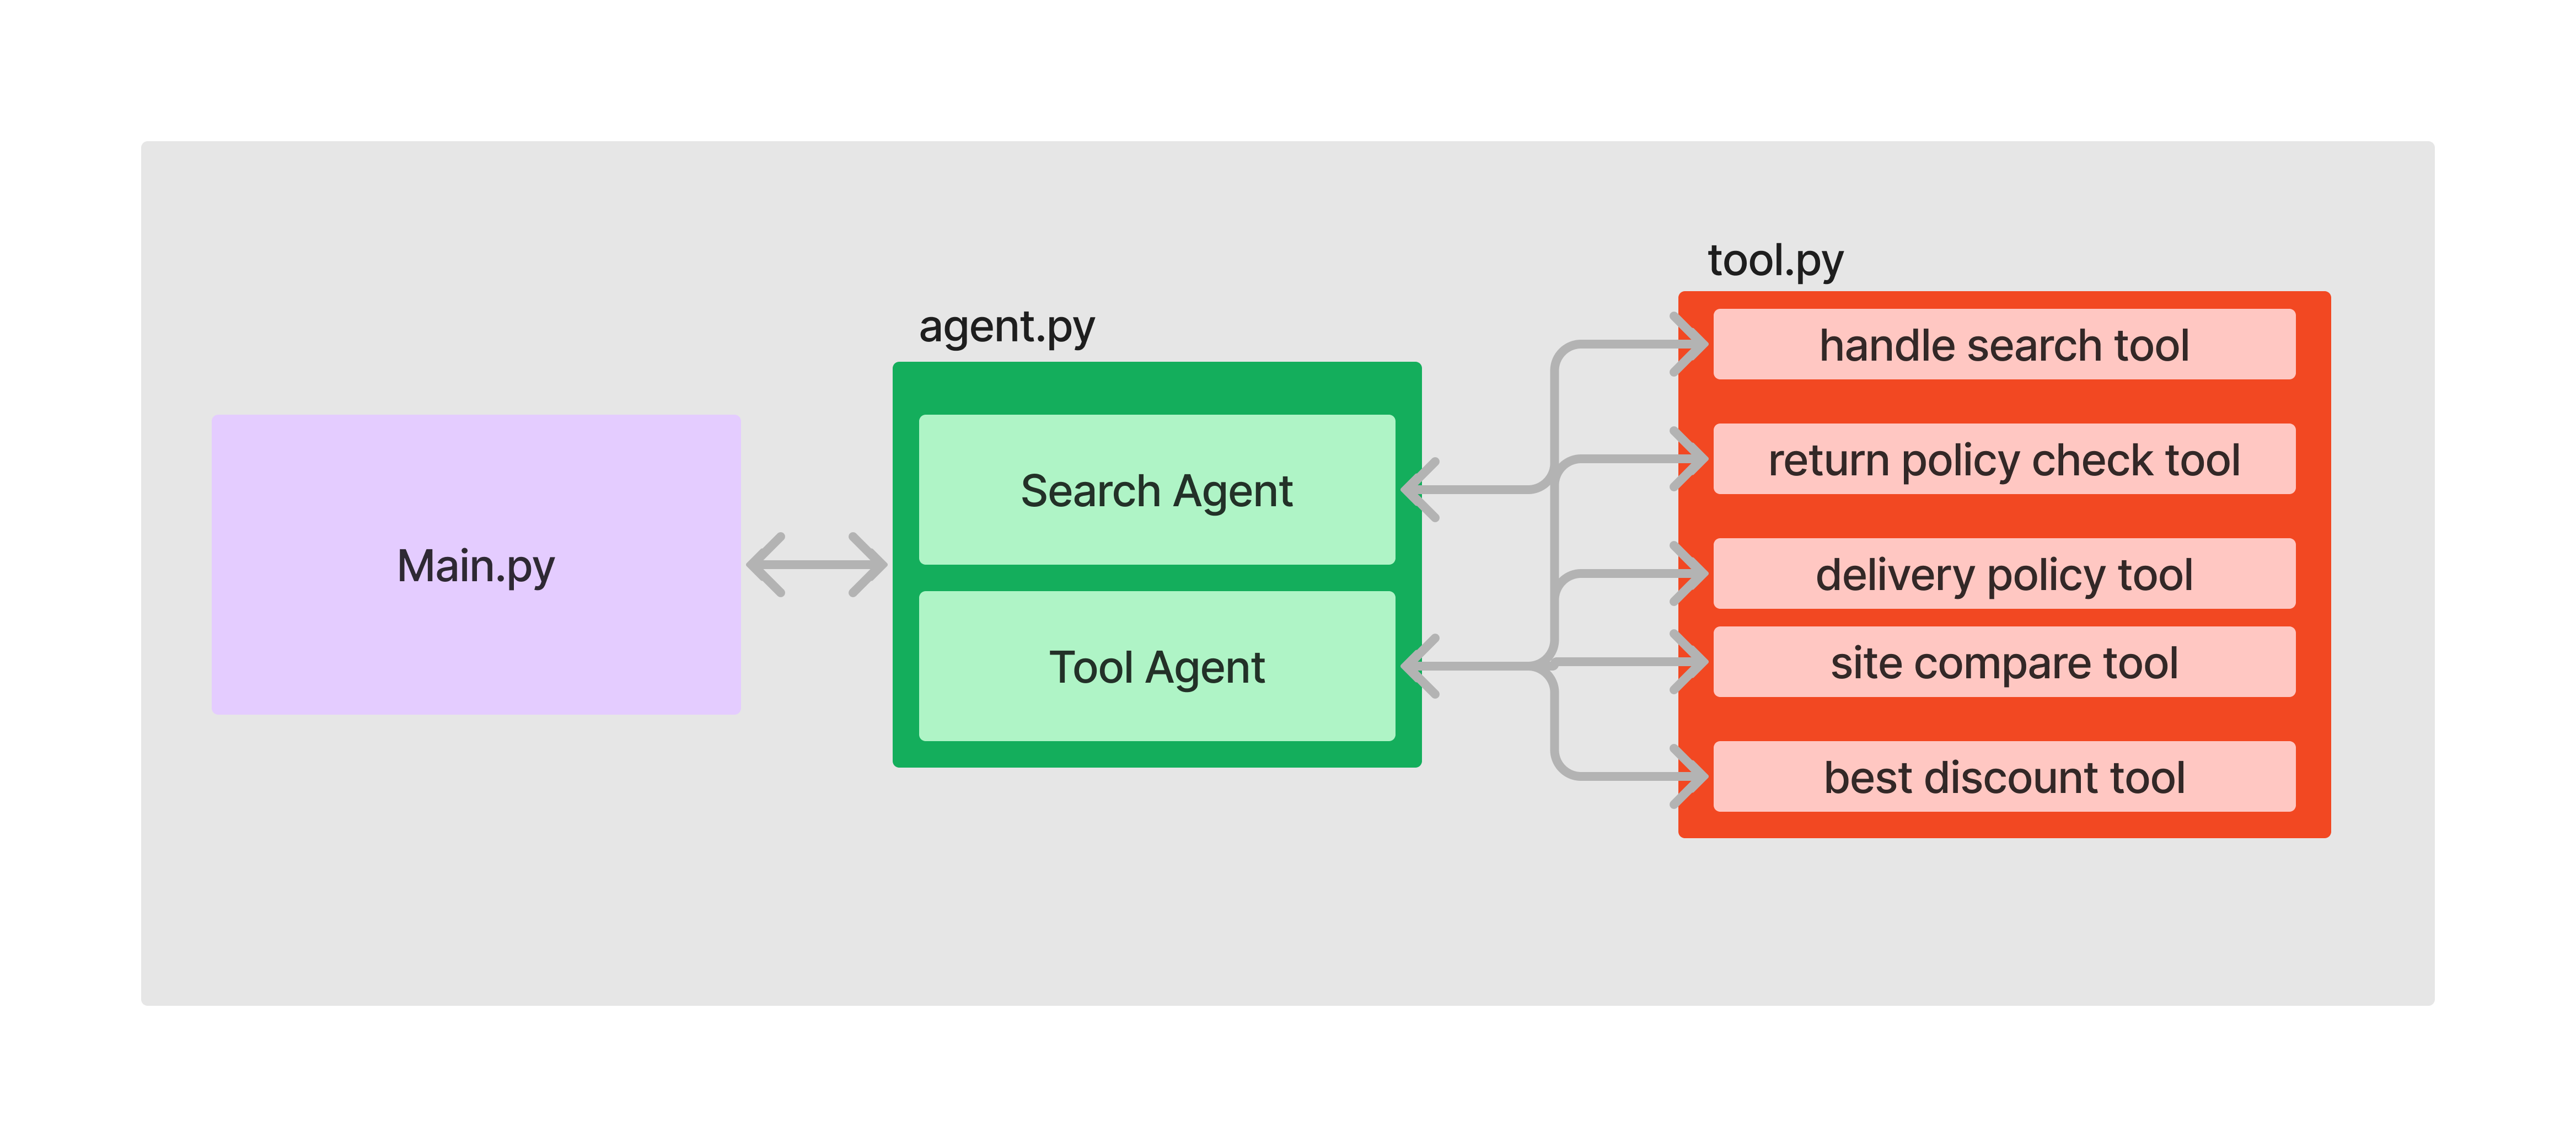 Main.py
agent.py
Search Agent
Tool Agent
tool.py
handle search tool
return policy check tool
delivery policy tool
site compare tool
best discount tool